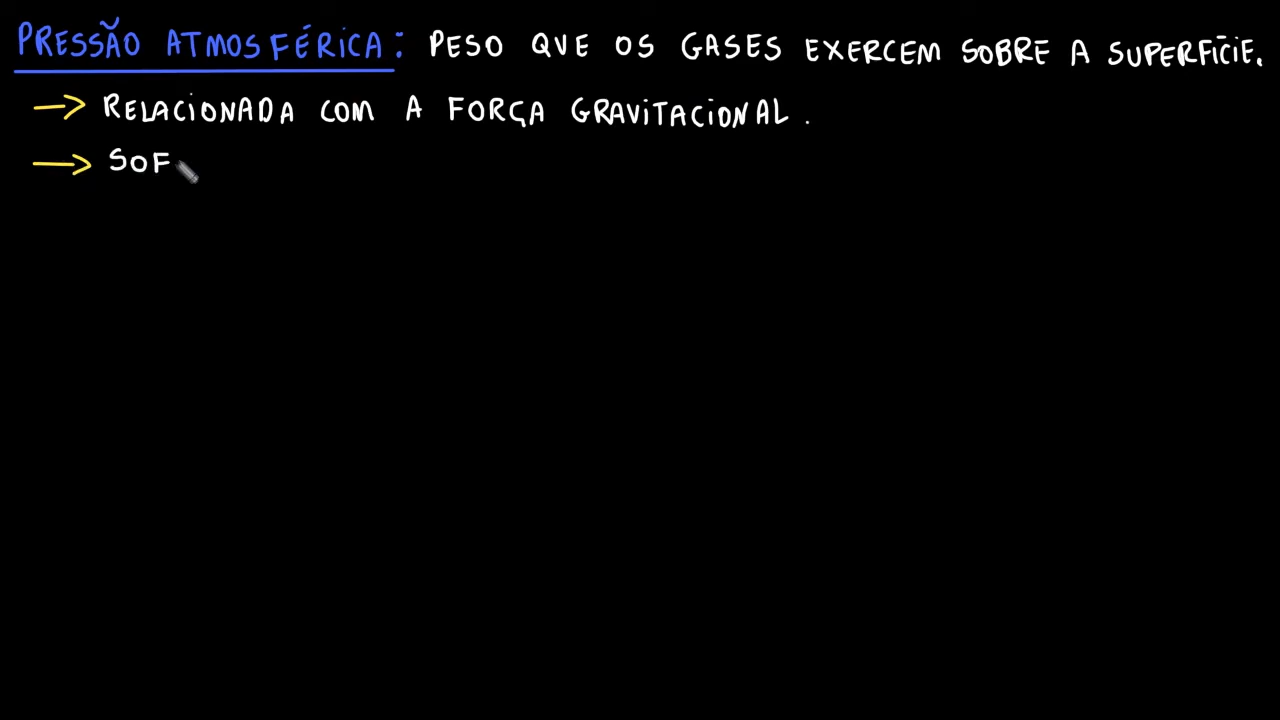 PRESSÃO ATMOSFÉRICA: PESO QUE OS GASES EXERCEM SOBRE A SUPERFÍCIE.
→ RELACIONADA COM A FORÇA GRAVITACIONAL.
→ SOF